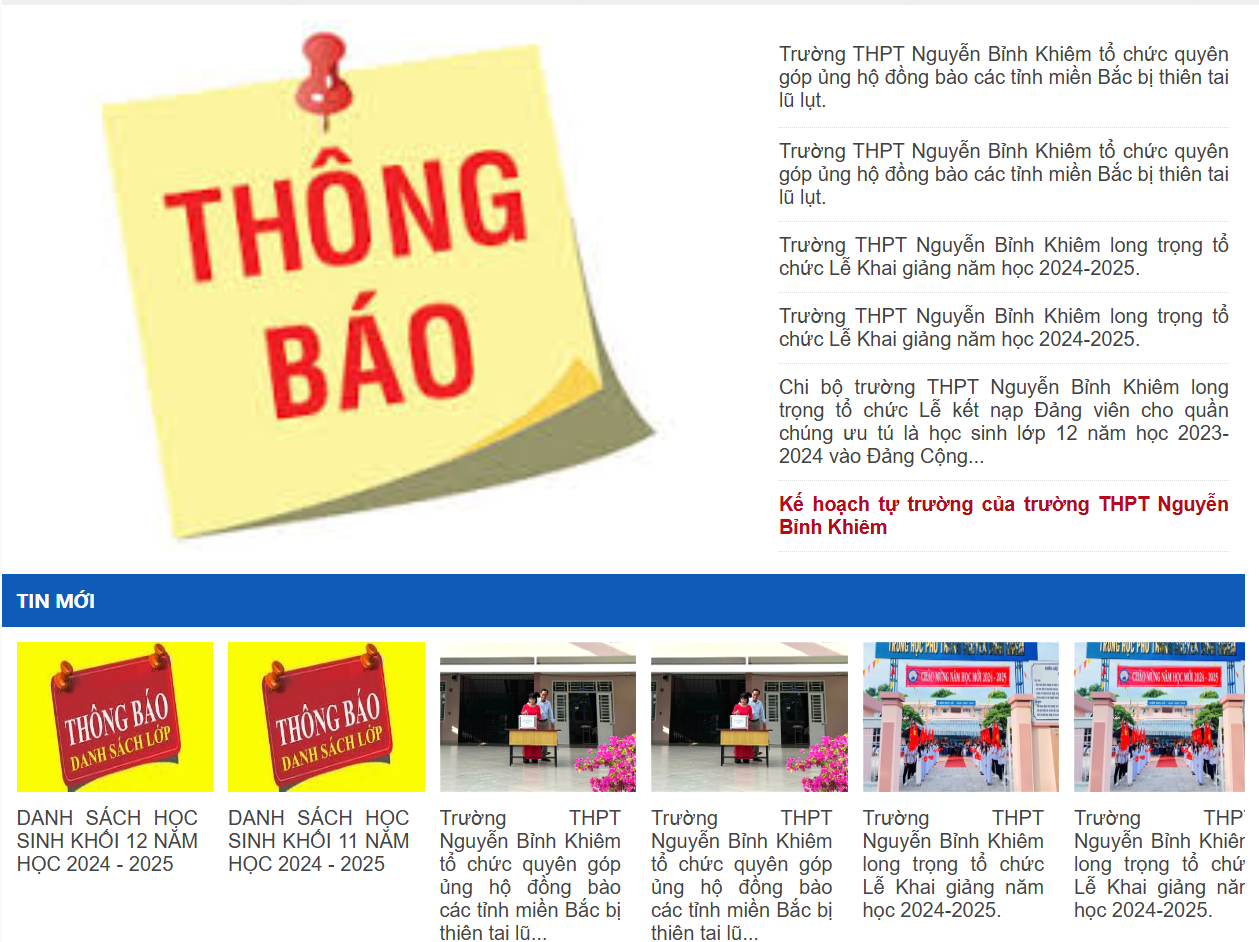 THÔNG
BÁO
Trường THPT Nguyễn Bỉnh Khiêm tổ chức quyên
góp ủng hộ đồng bào các tỉnh miền Bắc bị thiên tai
lũ lụt.
Trường THPT Nguyễn Bỉnh Khiêm tổ chức quyên
góp ủng hộ đồng bào các tỉnh miền Bắc bị thiên tai
lũ lụt.
Trường THPT Nguyễn Bỉnh Khiêm long trọng tổ
chức Lễ Khai giảng năm học 2024-2025.
Trường THPT Nguyễn Bỉnh Khiêm long trọng tổ
chức Lễ Khai giảng năm học 2024-2025.
Chi bộ trường THPT Nguyễn Bỉnh Khiêm long
trọng tổ chức Lễ kết nạp Đảng viên cho quần
chúng ưu tú là học sinh lớp 12 năm học 2023-
2024 vào Đảng Cộng...
Kế hoạch tự trường của trường THPT Nguyễn
Bỉnh Khiêm
TIN MỚI
THÔNG BÁO
DANH SÁCH LỚP
DANH SÁCH HỌC
SINH KHỐI 12 NĂM
HỌC 2024 - 2025
THÔNG BÁO
DANH SÁCH LỚP
DANH SÁCH HỌC
SINH KHỐI 11 NĂM
HỌC 2024 - 2025
Trường THPT
Nguyễn Bỉnh Khiêm
tổ chức quyên góp
ủng hộ đồng bào
các tỉnh miền Bắc bị
thiên tai lũ...
Trường THPT
Nguyễn Bỉnh Khiêm
tổ chức quyên góp
ủng hộ đồng bào
các tỉnh miền Bắc bị
thiên tai lũ...
CHÀO MỪNG NĂM HỌC MỚI 2024 - 2025
Trường THPT
Nguyễn Bỉnh Khiêm
long trọng tổ chức
Lễ Khai giảng năm
học 2024-2025.
CHÀO MỪNG NĂM HỌC MỚI 2024 - 2025
Trường THP
Nguyễn Bỉnh Khiê
long trọng tổ chứ
Lễ Khai giảng nă
học 2024-2025.